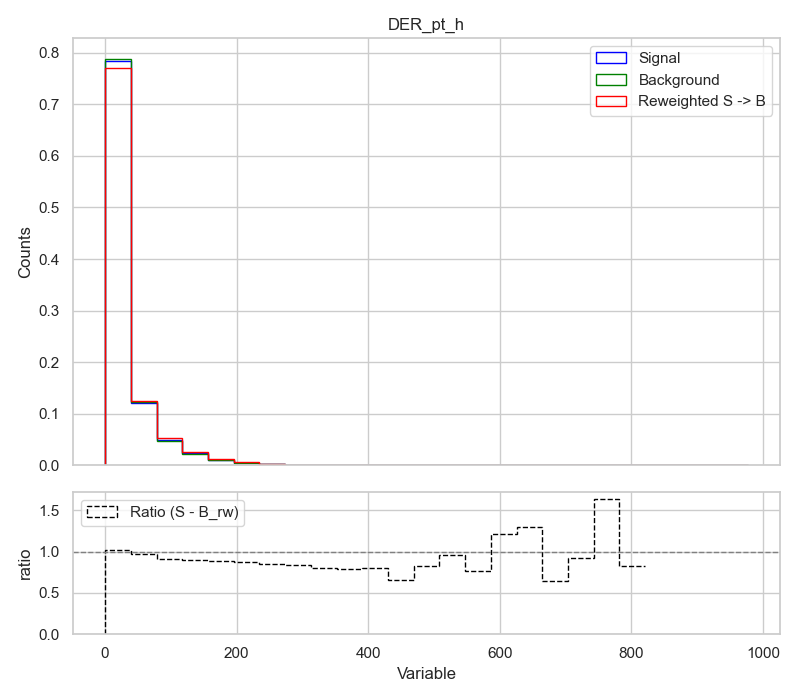 DER_pt_h
0.8
0.7
0.6
0.5
0.4
0.3
0.2
0.1
0.0
Counts
Signal
Background
Reweighted S -> B
1.5
1.0
0.5
0.0
ratio
Ratio (S - B_rw)
0
200
400
600
800
1000
Variable